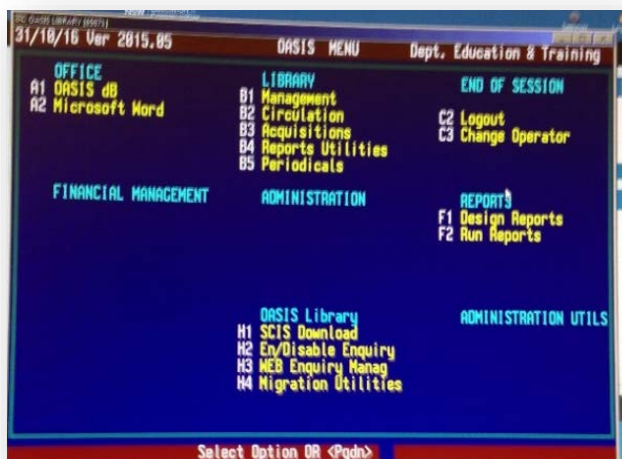 OASIS LIBRARY
31/10/16 Ver 2015.05 OASIS MENU Dept. Education & Training
OFFICE
A1 OASIS dB
A2 Microsoft Word
LIBRARY
B1 Management
B2 Circulation
B3 Acquisitions
B4 Reports Utilities
B5 Periodicals
END OF SESSION
C2 Logout
C3 Change Operator
FINANCIAL MANAGEMENT
ADMINISTRATION
REPORTS
F1 Design Reports
F2 Run Reports
OASIS Library
H1 SCIS Download
H2 En/Disable Enquiry
H3 WEB Enquiry Manag
H4 Migration Utilities
ADMINISTRATION UTILS
Select Option OR <Pgdn>